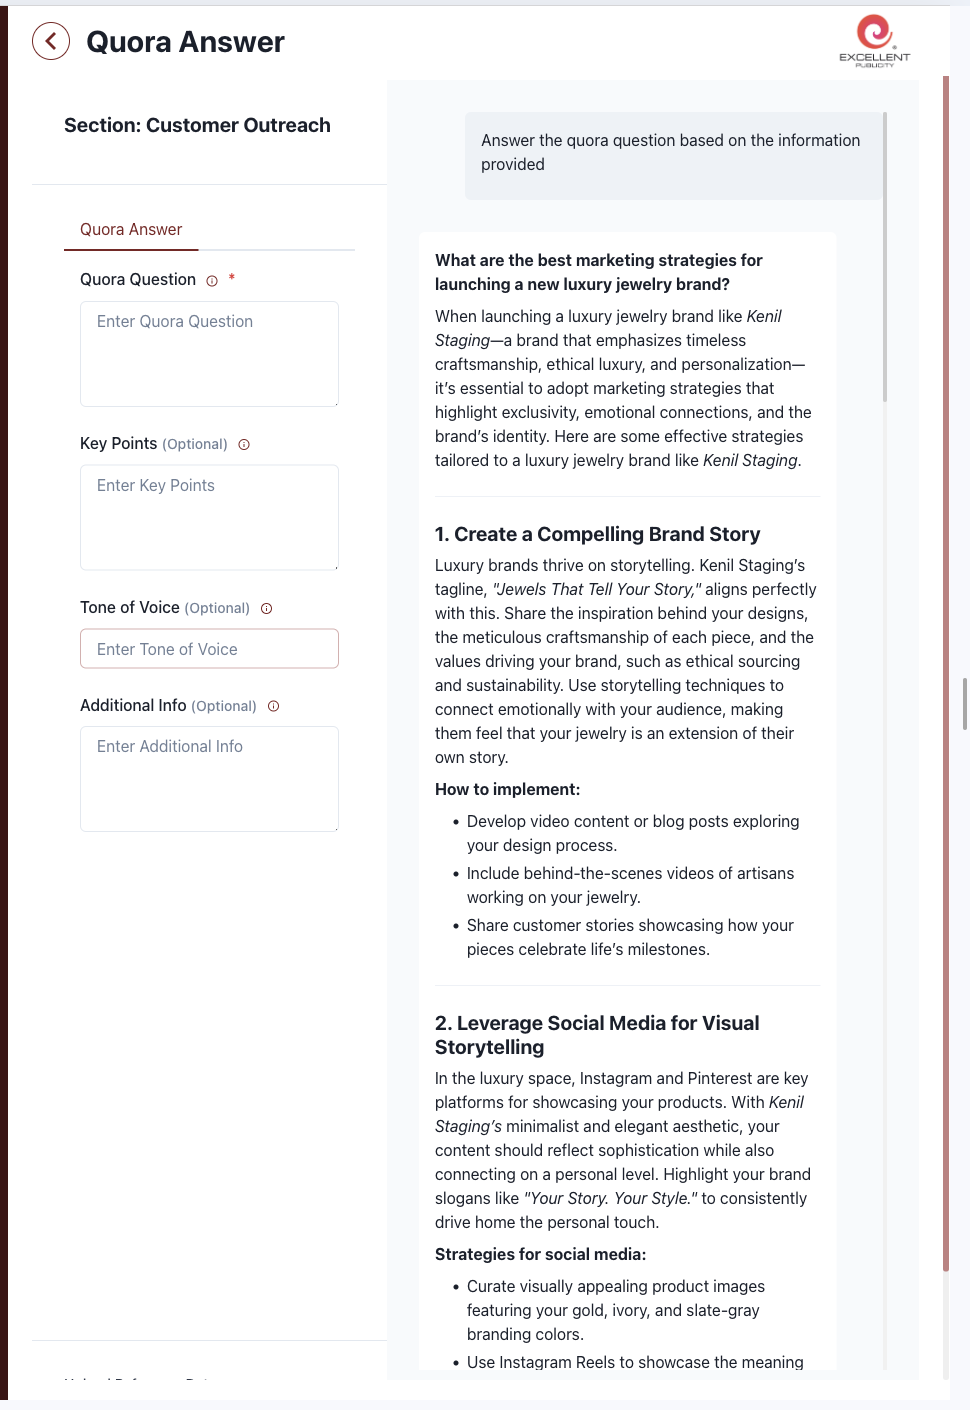 Quora Answer
EXCELLENT
PUBLICITY
Section: Customer Outreach
Quora Answer
Quora Question *
Enter Quora Question
Key Points (Optional)
Enter Key Points
Tone of Voice (Optional)
Enter Tone of Voice
Additional Info (Optional)
Enter Additional Info
Answer the quora question based on the information
provided
What are the best marketing strategies for
launching a new luxury jewelry brand?
When launching a luxury jewelry brand like Kenil
Staging—a brand that emphasizes timeless
craftsmanship, ethical luxury, and personalization—
it’s essential to adopt marketing strategies that
highlight exclusivity, emotional connections, and the
brand’s identity. Here are some effective strategies
tailored to a luxury jewelry brand like Kenil Staging.
1. Create a Compelling Brand Story
Luxury brands thrive on storytelling. Kenil Staging’s
tagline, "Jewels That Tell Your Story," aligns perfectly
with this. Share the inspiration behind your designs,
the meticulous craftsmanship of each piece, and the
values driving your brand, such as ethical sourcing
and sustainability. Use storytelling techniques to
connect emotionally with your audience, making
them feel that your jewelry is an extension of their
own story.
How to implement:
• Develop video content or blog posts exploring
your design process.
• Include behind-the-scenes videos of artisans
working on your jewelry.
• Share customer stories showcasing how your
pieces celebrate life’s milestones.
2. Leverage Social Media for Visual
Storytelling
In the luxury space, Instagram and Pinterest are key
platforms for showcasing your products. With Kenil
Staging’s minimalist and elegant aesthetic, your
content should reflect sophistication while also
connecting on a personal level. Highlight your brand
slogans like "Your Story. Your Style." to consistently
drive home the personal touch.
Strategies for social media:
• Curate visually appealing product images
featuring your gold, ivory, and slate-gray
branding colors.
• Use Instagram Reels to showcase the meaning